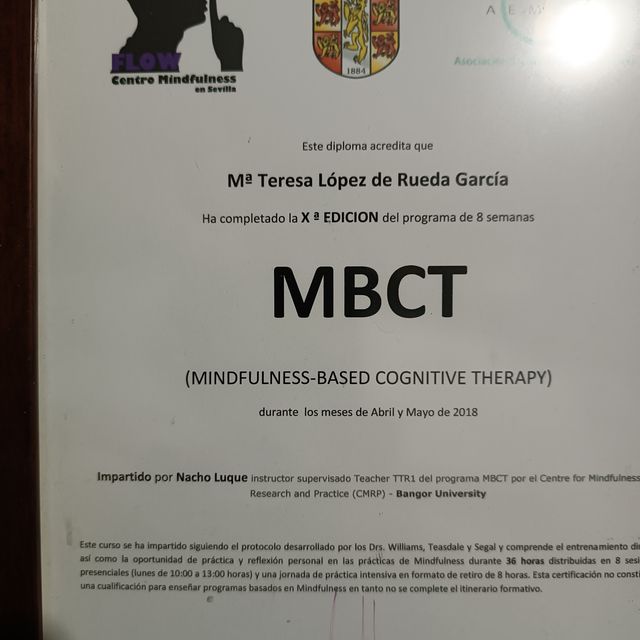 FLOW
Centro Mindfulness
en Sevilla
1884
Este diploma acredita que
Mª Teresa López de Rueda García
Ha completado la X ª EDICION del programa de 8 semanas
MBCT
(MINDFULNESS-BASED COGNITIVE THERAPY)
durante los meses de Abril y Mayo de 2018
Impartido por Nacho Luque instructor supervisado Teacher TTR1 del programa MBCT por el Centre for Mindfulness
Research and Practice (CMRP) - Bangor University
Este curso se ha impartido siguiendo el protocolo desarrollado por los Drs. Williams, Teasdale y Segal y comprende el entrenamiento
así como la oportunidad de práctica y reflexión personal en las prácticas de Mindfulness durante 36 horas distribuidas en 8
presenciales (lunes de 10:00 a 13:00 horas) y una jornada de práctica intensiva en formato de retiro de 8 horas. Esta certificación no
una cualificación para enseñar programas basados en Mindfulness en tanto no se complete el itinerario formativo.